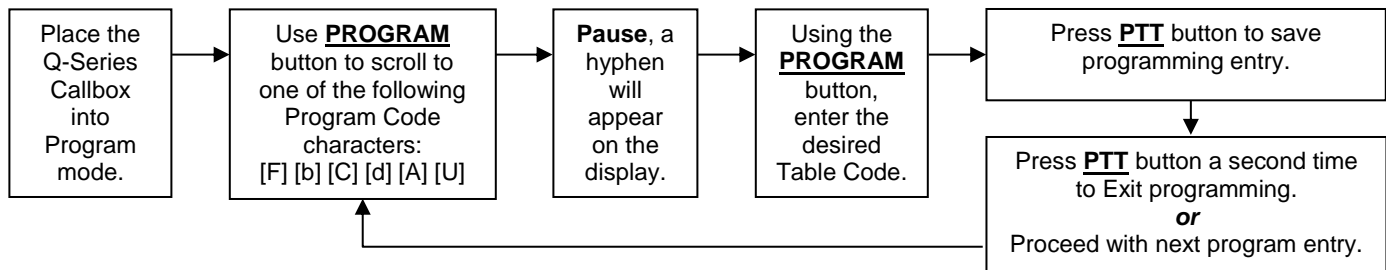 Place the
Q-Series
Callbox
into
Program
mode.
Use PROGRAM
button to scroll to
one of the following
Program Code
characters:
[F] [b] [C] [d] [A] [U]
Pause, a
hyphen
will
appear
on the
display.
Using the
PROGRAM
button,
enter the
desired
Table Code.
Press PTT button to save
programming entry.
Press PTT button a second time
to Exit programming.
or
Proceed with next program entry.